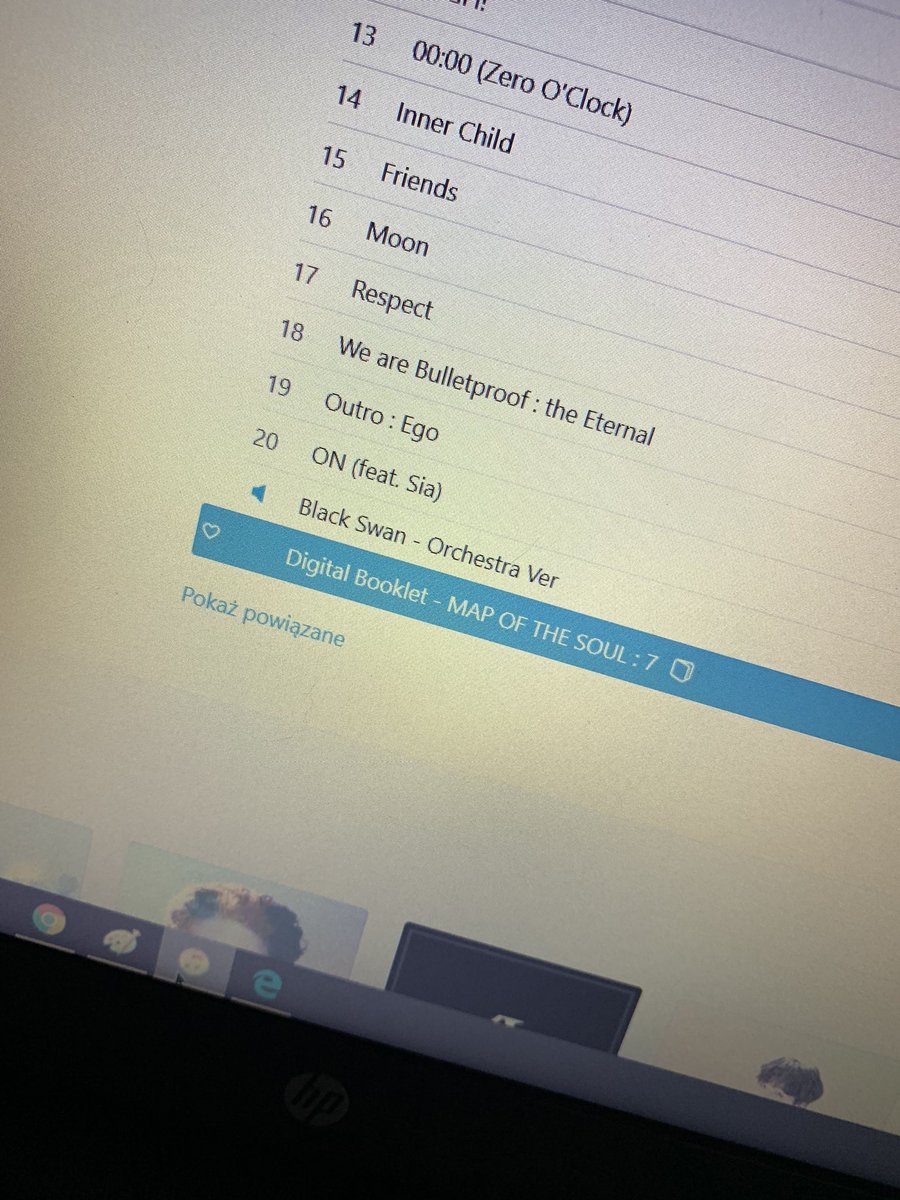 13 00:00 (Zero O'Clock)
14 Inner Child
15 Friends
16 Moon
17 Respect
18 We are Bulletproof : the Eternal
19 Outro : Ego
20 ON (feat. Sia)
Black Swan - Orchestra Ver
Digital Booklet - MAP OF THE SOUL : 7
Pokaż powiązane
hp